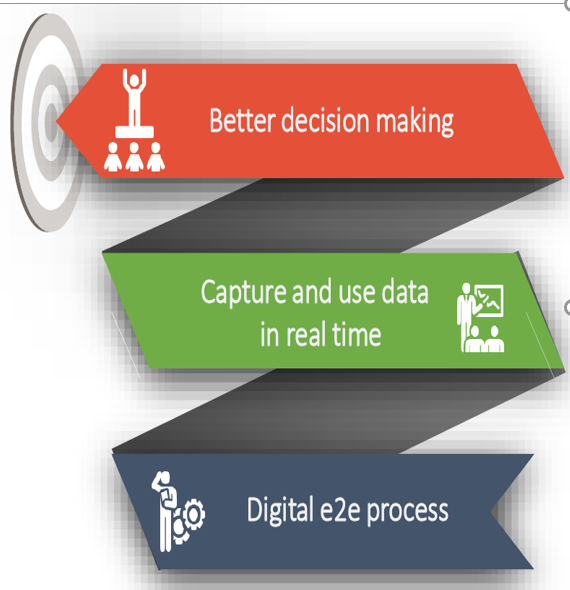 Better decision making
Capture and use data
in real time
Digital e2e process